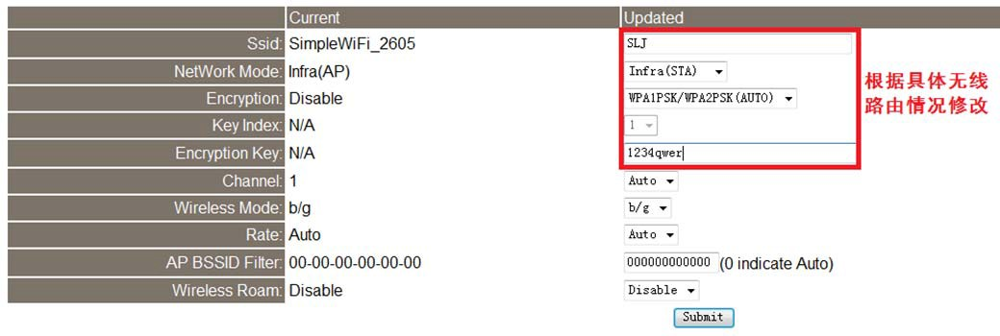 Current Updated
Ssid: SimpleWiFi_2605 SLJ
NetWork Mode: Infra(AP) Infra(STA)
Encryption: Disable WPA1PSK/WPA2PSK(AUTO)
Key Index: N/A 1
Encryption Key: N/A 1234qwer
根据具体无线
路由情况修改
Channel: 1 Auto
Wireless Mode: b/g b/g
Rate: Auto Auto
AP BSSID Filter: 00-00-00-00-00-00 000000000000 (0 indicate Auto)
Wireless Roam: Disable Disable
Submit